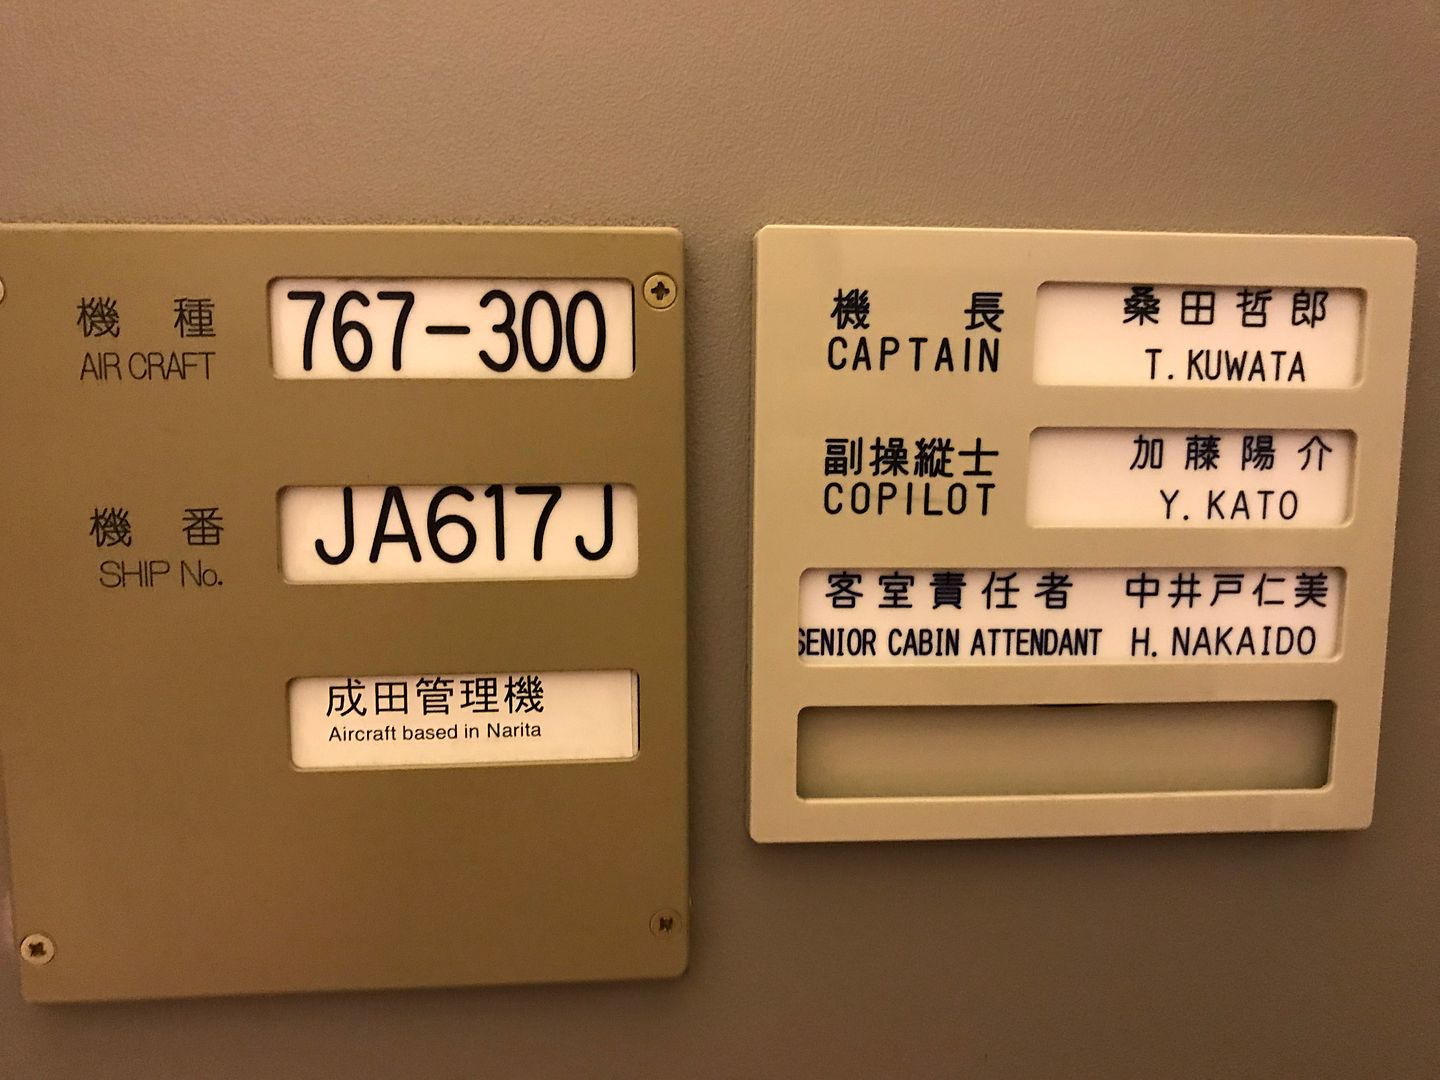 機種
AIR CRAFT
767-300
機番
SHIP No.
JA617J
成田管理機
Aircraft based in Narita
機長
CAPTAIN
桑田哲郎
T. KUWATA
副操縦士
COPILOT
加藤陽介
Y. KATO
客室責任者 中井戸仁美
SENIOR CABIN ATTENDANT H. NAKAIDO